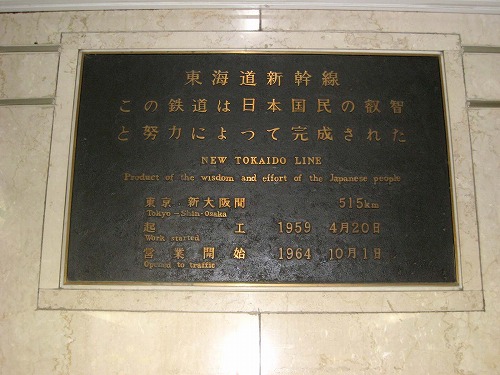 東海道新幹線
この鉄道は日本国民の叡智
と努力によって完成された
NEW TOKAIDO LINE
Product of the wisdom and effort of the Japanese people
東京・新大阪間 515km
Tokyo—Shin-Osaka
起工 1959 4月20日
Work started
営業開始 1964 10月1日
Opened to traffic